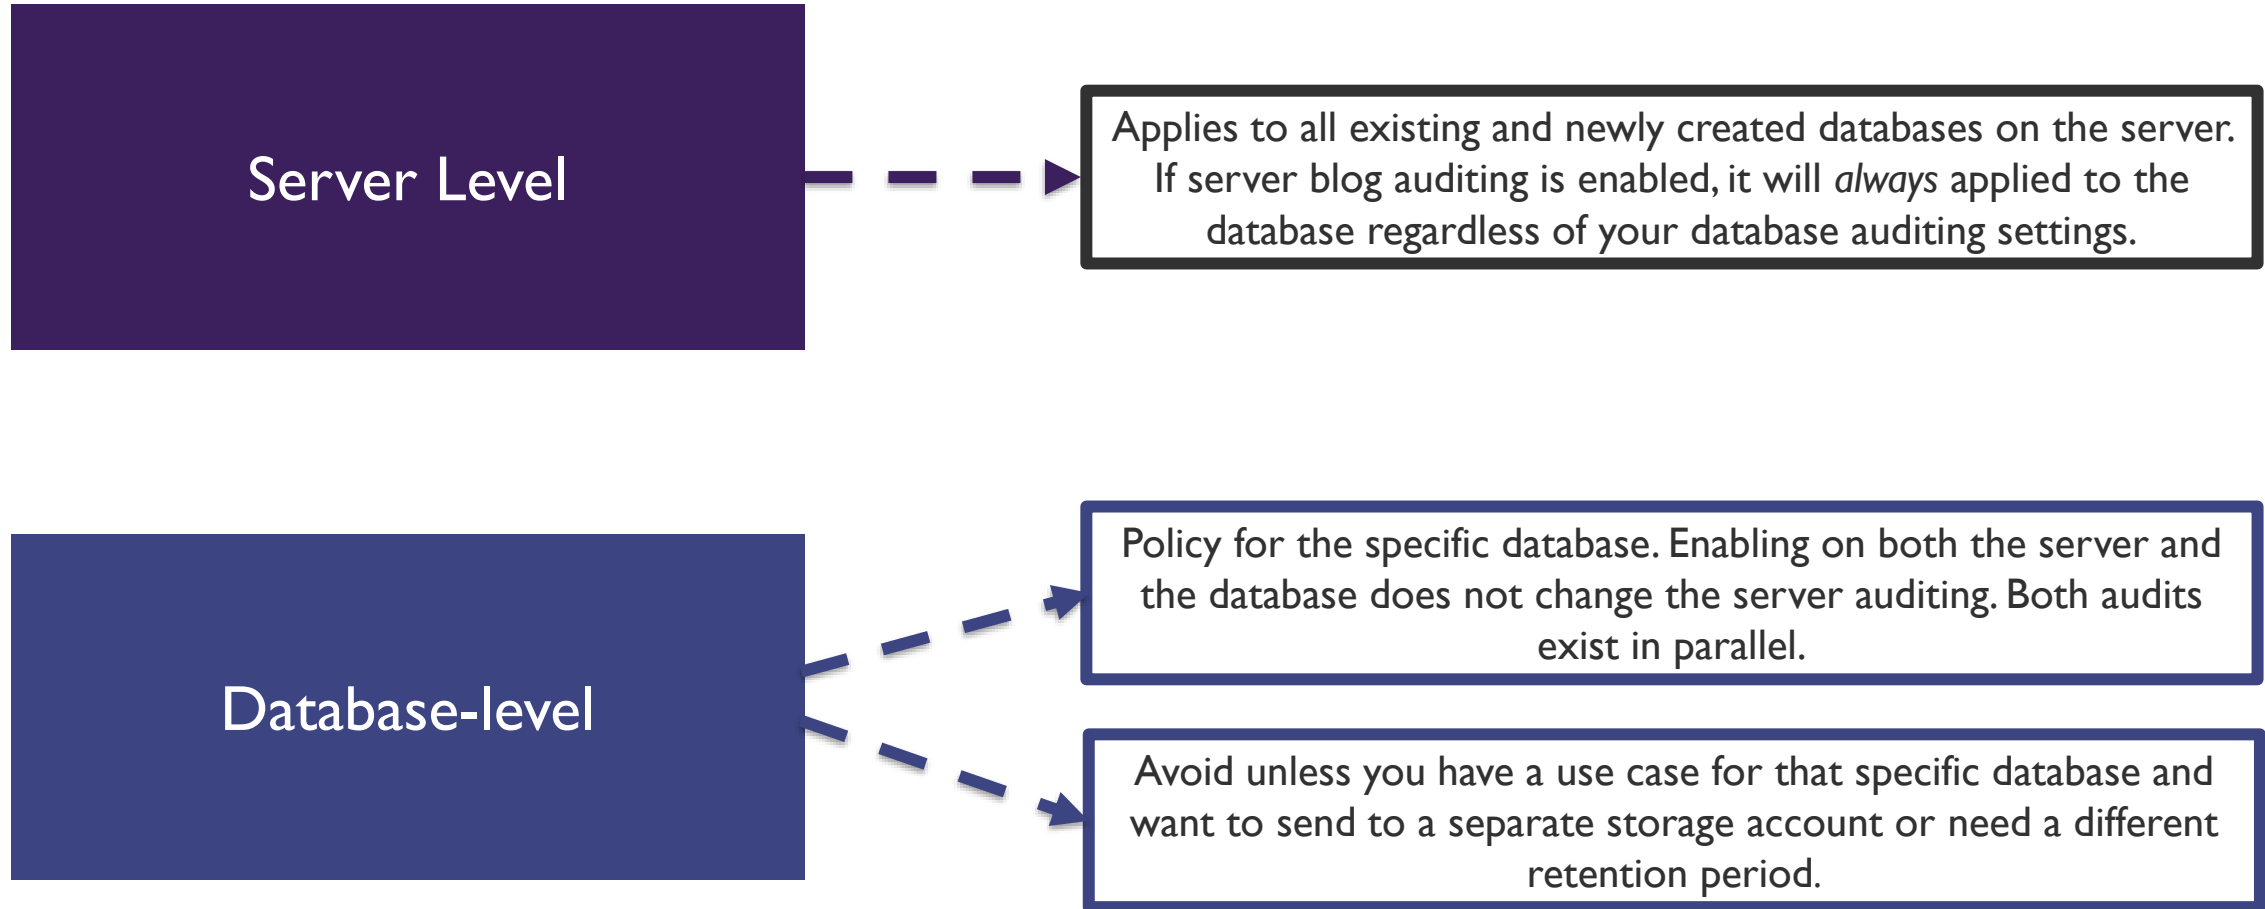 Server Level
Applies to all existing and newly created databases on the server.
If server blog auditing is enabled, it will always applied to the
database regardless of your database auditing settings.
Database-level
Policy for the specific database. Enabling on both the server and
the database does not change the server auditing. Both audits
exist in parallel.
Avoid unless you have a use case for that specific database and
want to send to a separate storage account or need a different
retention period.